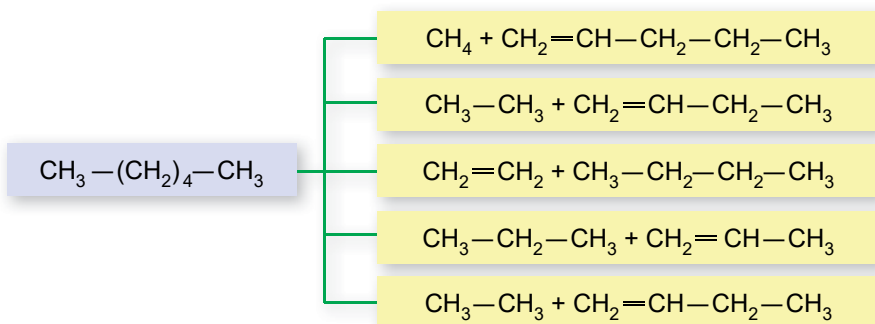 CH₄ + CH₂=CH—CH₂—CH₂—CH₃
CH₃—CH₃ + CH₂=CH—CH₂—CH₃
CH₃—(CH₂)₄—CH₃
CH₂=CH₂ + CH₃—CH₂—CH₂—CH₃
CH₃—CH₂—CH₃ + CH₂=CH—CH₃
CH₃—CH₃ + CH₂=CH—CH₂—CH₃